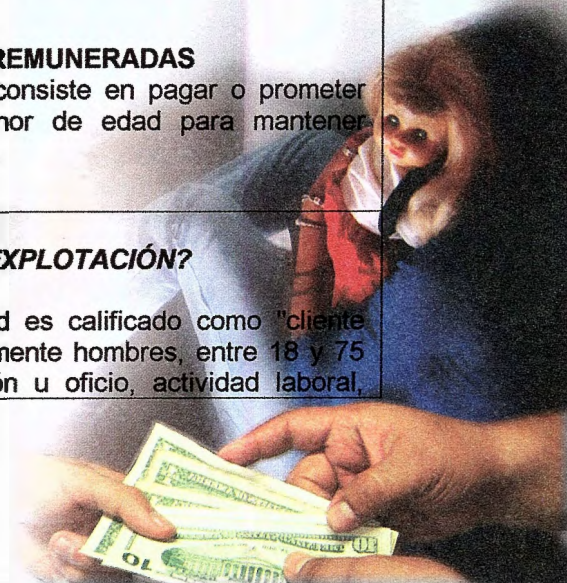 REMUNERADAS
consiste en pagar o prometer
nor de edad para mantener
EXPLOTACIÓN?
d es calificado como "cliente
mente hombres, entre 18 y 75
ón u oficio, actividad laboral,
10